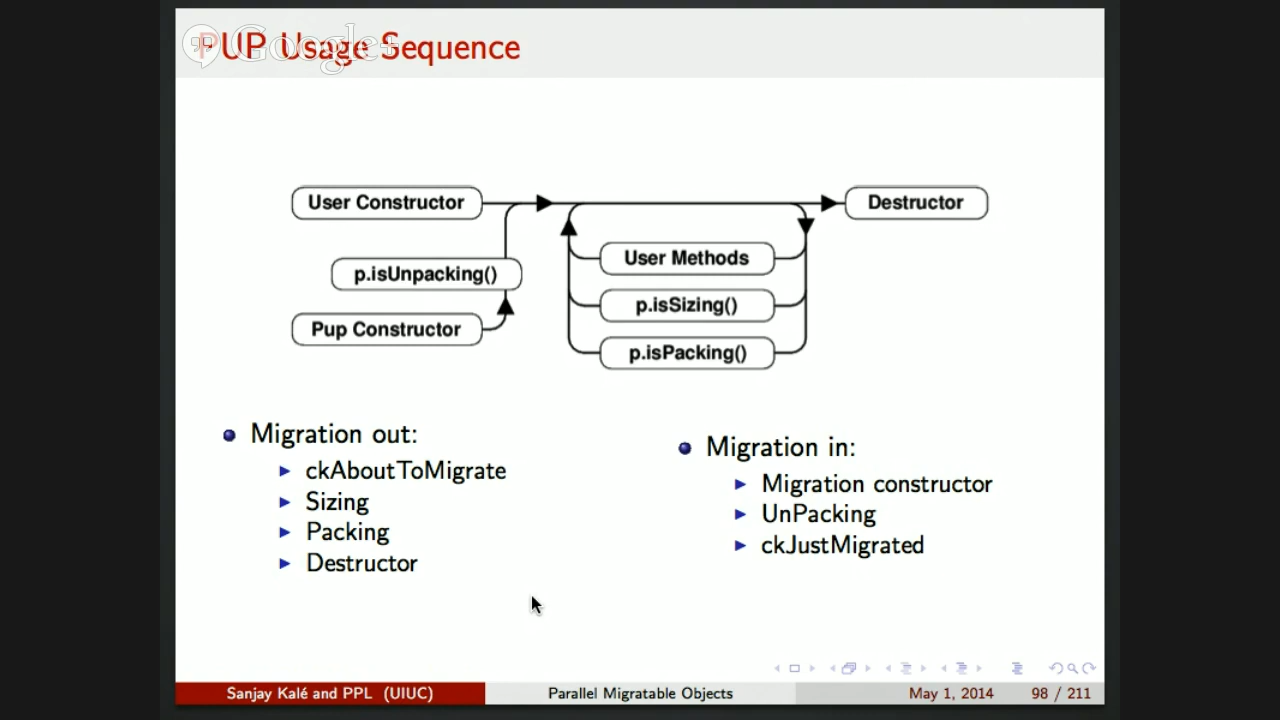 PUP Usage Sequence
Google+
User Constructor
Destructor
User Methods
p.isUnpacking()
p.isSizing()
Pup Constructor
p.isPacking()
Migration out:
ckAboutToMigrate
Sizing
Packing
Destructor
Migration in:
Migration constructor
UnPacking
ckJustMigrated
Sanjay Kalé and PPL (UIUC)
Parallel Migratable Objects
May 1, 2014
98 / 211